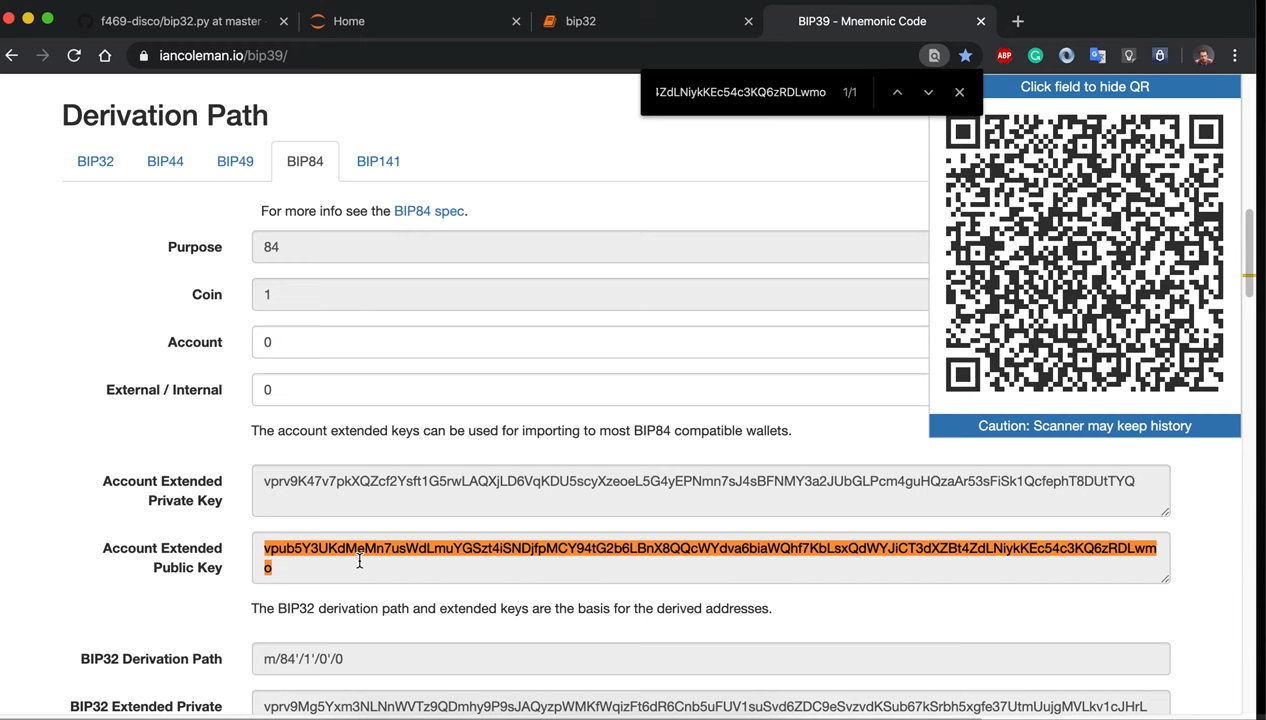 f469-disco/bip32.py at master
Home
bip32
BIP39 - Mnemonic Code
iancoleman.io/bip39/
ZdLNiykKEc54c3KQ6zRDLwmo 1/1
Click field to hide QR
Derivation Path
BIP32 BIP44 BIP49 BIP84 BIP141
For more info see the BIP84 spec.
Purpose 84
Coin 1
Account 0
External / Internal 0
Caution: Scanner may keep history
The account extended keys can be used for importing to most BIP84 compatible wallets.
Account Extended
Private Key
vprv9K47v7pkXQZcf2Ysft1G5rwLAQXjLD6VqKDU5scyXzeoeL5G4yEPNmn7sJ4sBFNMY3a2JUbGLPcm4guHQzaAr53sFiSk1QcfephT8DUtTYQ
Account Extended
Public Key
vpub5Y3UKdMeMn7usWdLmuYGSzt4iSNDjfpMCY94tG2b6LBnX8QQcWYdva6biaWQhf7KbLsxQdWYJiCT3dXZBt4ZdLNiykKEc54c3KQ6zRDLwm
o
The BIP32 derivation path and extended keys are the basis for the derived addresses.
BIP32 Derivation Path m/84'/1'/0'/0
BIP32 Extended Private vprv9Mg5Yxm3NLNnWVTz9QDmhy9P9sJAQyzpWMKfWqizFt6dR6Cnb5uFUV1suSvd6ZDC9eSvzvdKSub67kSrbh5xgfe37UtmUujgMVLkv1cJHrL
ABP